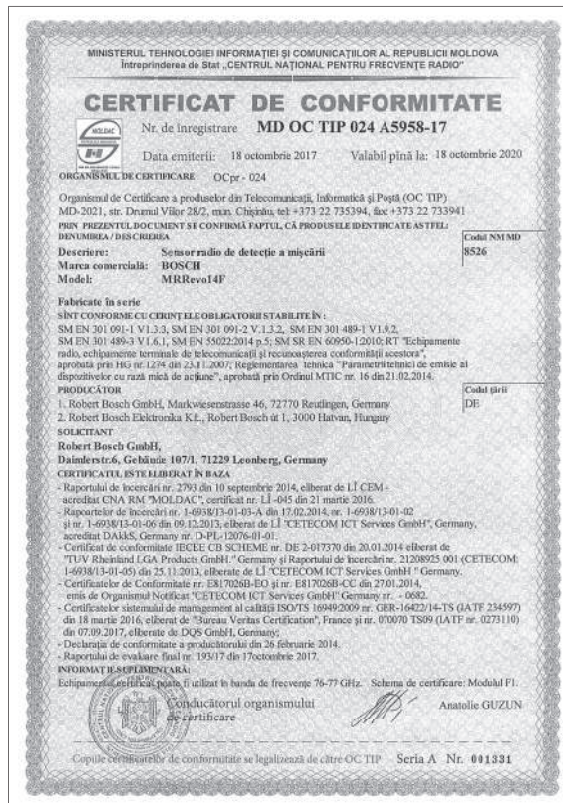 MINISTERUL TEHNOLOGIEI INFORMAȚIEI ȘI COMUNICAȚIILOR AL REPUBLICII MOLDOVA
Întreprinderea de Stat „CENTRUL NAȚIONAL PENTRU FRECVENȚE RADIO"
CERTIFICAT DE CONFORMITATE
MOLDAC
Nr. de înregistrare MD OC TIP 024 A5958-17
Data emiterii: 18 octombrie 2017 Valabil pînă la: 18 octombrie 2020
ORGANISMUL DE CERTIFICARE OCpr - 024
Organismul de Certificare a produselor din Telecomunicații, Informatică și Poștă (OC TIP)
MD-2021, str. Drumul Viilor 28/2, mun. Chișinău, tel: +373 22 735394, fax +373 22 733941
PRIN PREZENTUL DOCUMENT SE CONFIRMĂ FAPTUL, CĂ PRODUSELE IDENTIFICATE ASTFEL:
DENUMIREA / DESCRIEREA Codul NM MD
Descriere: Sensor radio de detecție a mișcării 8526
Marca comercială: BOSCH
Model: MRRevo14F
Fabricate în serie
SÎNT CONFORME CU CERINȚELE OBLIGATORII STABILITE ÎN :
SM EN 301 091-1 V1.3.3, SM EN 301 091-2 V.1.3.2, SM EN 301 489-1 V1.9.2,
SM EN 301 489-3 V1.6.1, SM EN 55022:2014 p.5; SM SR EN 60950-1:2010; RT "Echipamente
radio, echipamente terminale de telecomunicații și recunoașterea conformității acestora",
aprobată prin HG nr. 1274 din 23.11.2007; Reglementarea tehnica "Parametrii tehnici de emisie al
dispozitivelor cu rază mică de acțiune", aprobată prin Ordinul MTIC nr. 16 din 21.02.2014.
PRODUCĂTOR Codul țării
1. Robert Bosch GmbH, Markwiesenstrasse 46, 72770 Reutlingen, Germany DE
2. Robert Bosch Elektronika Kft., Robert Bosch út 1, 3000 Hatvan, Hungary
SOLICITANT
Robert Bosch GmbH,
Daimlerstr.6, Gebäude 107/1, 71229 Leonberg, Germany
CERTIFICATUL ESTE ELIBERAT ÎN BAZA
- Raportului de încercări nr. 2793 din 10 septembrie 2014, eliberat de LÎ CEM -
acreditat CNA RM "MOLDAC", certificat nr. LÎ -045 din 21 martie 2016.
- Rapoartelor de încercări nr. 1-6938/13-01-03-A din 17.02.2014, nr. 1-6938/13-01-02
și nr. 1-6938/13-01-06 din 09.12.2013, eliberat de LÎ "CETECOM ICT Services GmbH", Germany,
acreditat DAkkS, Germany nr. D-PL-12076-01-01.
- Certificat de conformitate IECEE CB SCHEME nr. DE 2-017370 din 20.01.2014 eliberat de
"TUV Rheinland LGA Products GmbH." Germany și Raportului de încercări nr. 21208925 001 (CETECOM:
1-6938/13-01-05) din 25.11.2013, eliberat de LÎ "CETECOM ICT Services GmbH." Germany.
- Certificatelor de Conformitate nr. E817026B-EO și nr. E817026B-CC din 27.01.2014,
emis de Organismul Notificat "CETECOM ICT Services GmbH" Germany nr. - 0682.
- Certificatelor sistemului de management al calității ISO/TS 16949:2009 nr. GER-16422/14-TS (IATF 234597)
din 18 martie 2016, eliberat de "Bureau Veritas Certification", France și nr. 070070 TS09 (IATF nr. 0273110)
din 07.09.2017, eliberate de DQS GmbH, Germany;
- Declarația de conformitate a producătorului din 26 februarie 2014.
- Raportului de evaluare final nr. 193/17 din 17octombrie 2017.
INFORMAȚIE SUPLIMENTARĂ:
Echipamentul certificat poate fi utilizat în banda de frecvențe 76-77 GHz. Schema de certificare: Modulul F1.
Conducătorul organismului Anatolie GUZUN
de certificare
Copiile certificatelor de conformitate se legalizează de către OC TIP Seria A Nr. 001331